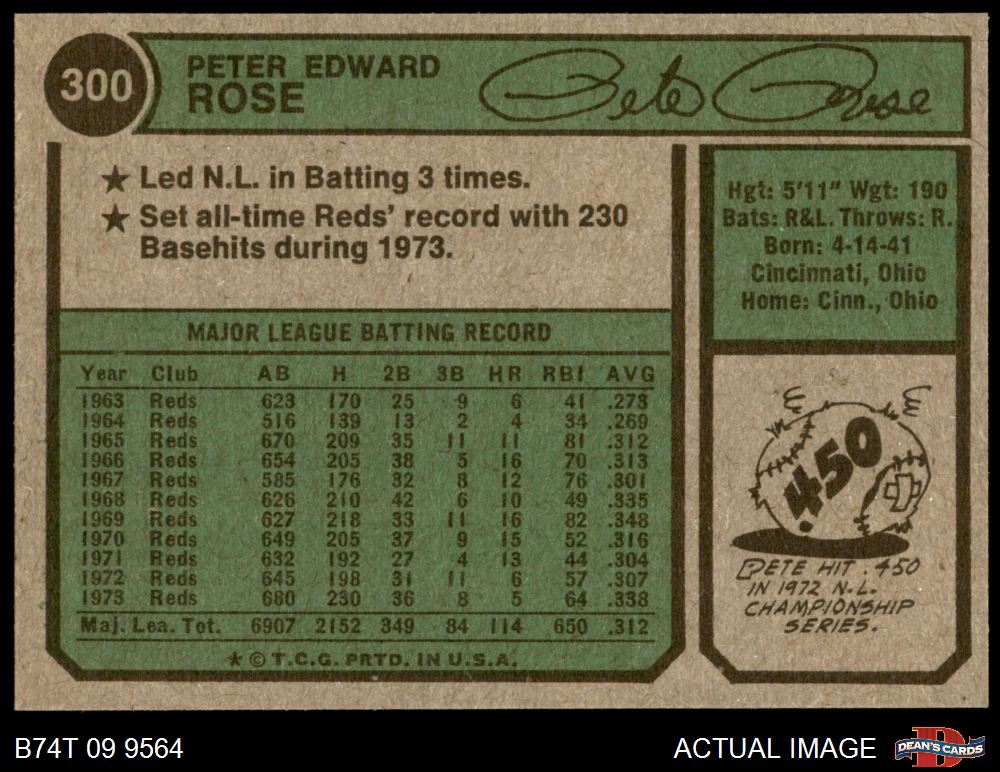 300
PETER EDWARD
ROSE
Pete Rose
★ Led N.L. in Batting 3 times.
★ Set all-time Reds' record with 230
Basehits during 1973.
MAJOR LEAGUE BATTING RECORD
Year Club AB H 2B 3B HR RBI AVG
1963 Reds 623 170 25 9 6 41 .273
1964 Reds 516 139 13 2 4 34 .269
1965 Reds 670 209 35 11 11 81 .312
1966 Reds 654 205 38 5 16 70 .313
1967 Reds 585 176 32 8 12 76 .301
1968 Reds 626 210 42 6 10 49 .335
1969 Reds 627 218 33 11 16 82 .348
1970 Reds 649 205 37 9 15 52 .316
1971 Reds 632 192 27 4 13 44 .304
1972 Reds 645 198 31 11 6 57 .307
1973 Reds 680 230 36 8 5 64 .338
Maj. Lea. Tot. 6907 2152 349 84 114 650 .312
* © T.C.G. PRTD. IN U.S.A.
Hgt: 5'11" Wgt: 190
Bats: R&L. Throws: R.
Born: 4-14-41
Cincinnati, Ohio
Home: Cinn., Ohio
.450
PETE HIT .450
IN 1972 N.L.
CHAMPIONSHIP
SERIES.
B74T 09 9564
ACTUAL IMAGE
D
DEAN'S CARDS